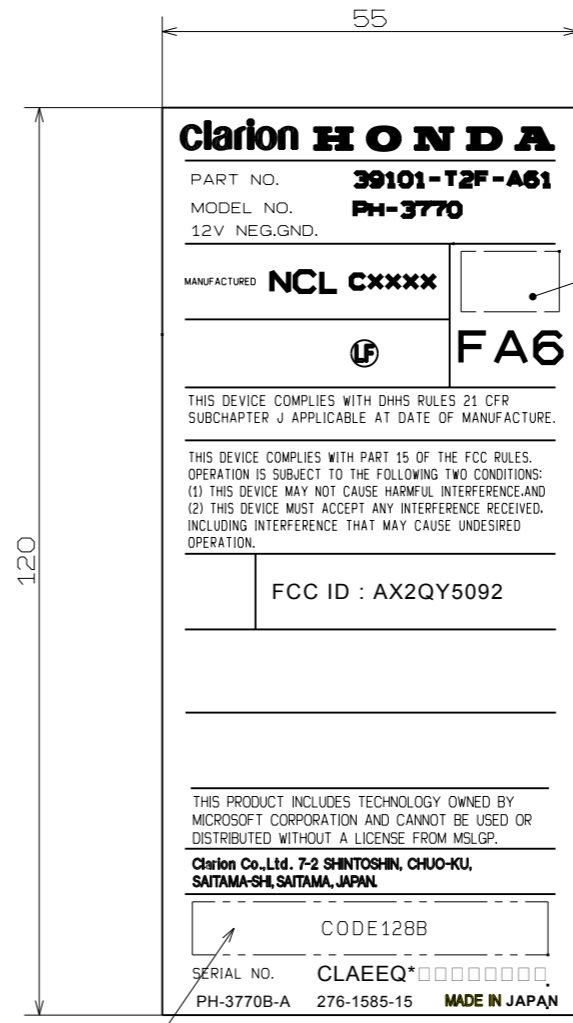 55
120
Clarion HONDA
PART NO. 39101-T2F-A61
MODEL NO. PH-3770
12V NEG.GND.
MANUFACTURED NCL CXXXX
LF
FA6
THIS DEVICE COMPLIES WITH DHHS RULES 21 CFR
SUBCHAPTER J APPLICABLE AT DATE OF MANUFACTURE.
THIS DEVICE COMPLIES WITH PART 15 OF THE FCC RULES.
OPERATION IS SUBJECT TO THE FOLLOWING TWO CONDITIONS:
(1) THIS DEVICE MAY NOT CAUSE HARMFUL INTERFERENCE,AND
(2) THIS DEVICE MUST ACCEPT ANY INTERFERENCE RECEIVED,
INCLUDING INTERFERENCE THAT MAY CAUSE UNDESIRED
OPERATION.
FCC ID : AX2QY5092
THIS PRODUCT INCLUDES TECHNOLOGY OWNED BY
MICROSOFT CORPORATION AND CANNOT BE USED OR
DISTRIBUTED WITHOUT A LICENSE FROM MSLGP.
Clarion Co.,Ltd. 7-2 SHINTOSHIN, CHUO-KU,
SAITAMA-SHI, SAITAMA, JAPAN.
CODE128B
SERIAL NO. CLAEEQ*□□□□□□□□
PH-3770B-A 276-1585-15 MADE IN JAPAN